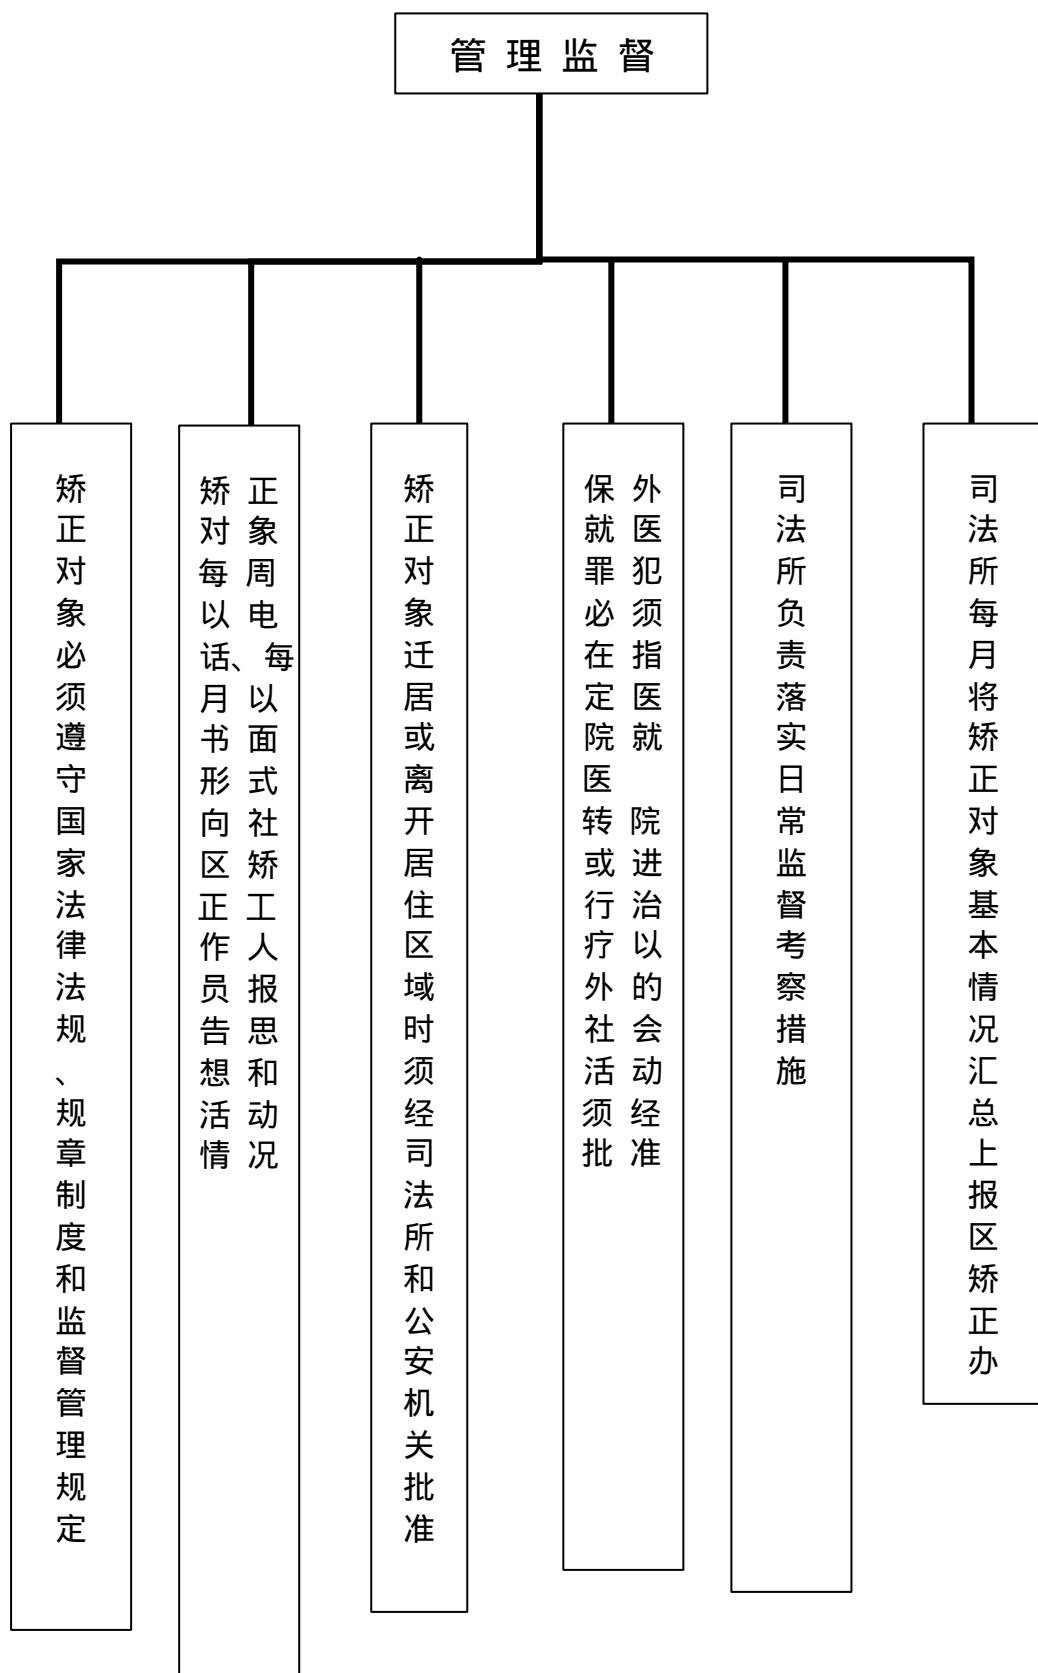 管理监督
矫正对象必须遵守国家法律法规、规章制度和监督管理规定
矫正对象每周以电话、每月以书面形式向社区矫正工作人员报告思想和活动情况
矫正对象迁居或离开居住区域时须经司法所和公安机关批准
保外就医罪犯必须在指定医院就医 转院或进行治疗以外的社会活动须经批准
司法所负责落实日常监督考察措施
司法所每月将矫正对象基本情况汇总上报区矫正办